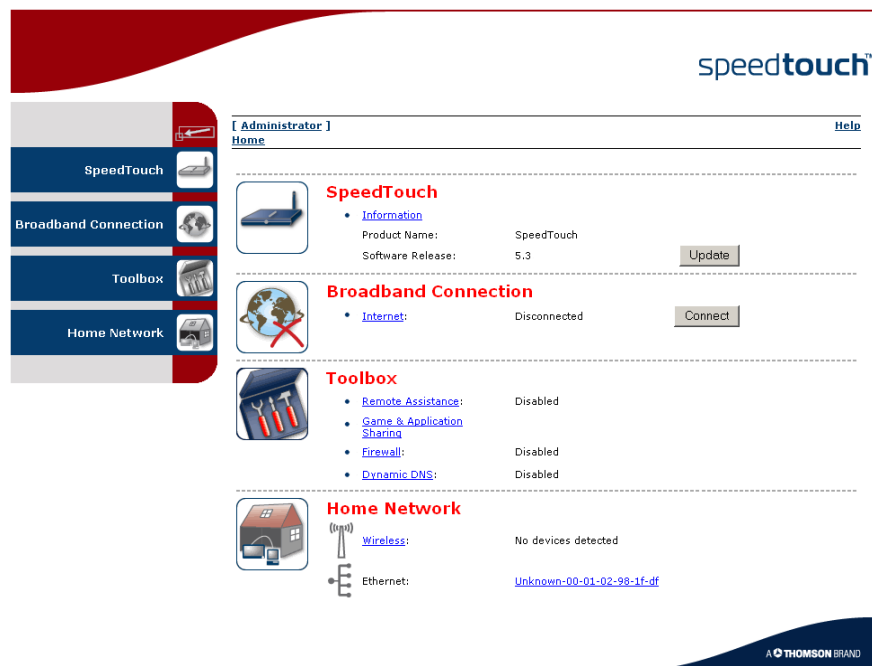 speedtouch™
[ Administrator ] Help
Home
SpeedTouch
Broadband Connection
Toolbox
Home Network
SpeedTouch
Information
Product Name: SpeedTouch
Software Release: 5.3 Update
Broadband Connection
Internet: Disconnected Connect
Toolbox
Remote Assistance: Disabled
Game & Application
Sharing
Firewall: Disabled
Dynamic DNS: Disabled
Home Network
Wireless: No devices detected
Ethernet: Unknown-00-01-02-98-1f-df
A THOMSON BRAND